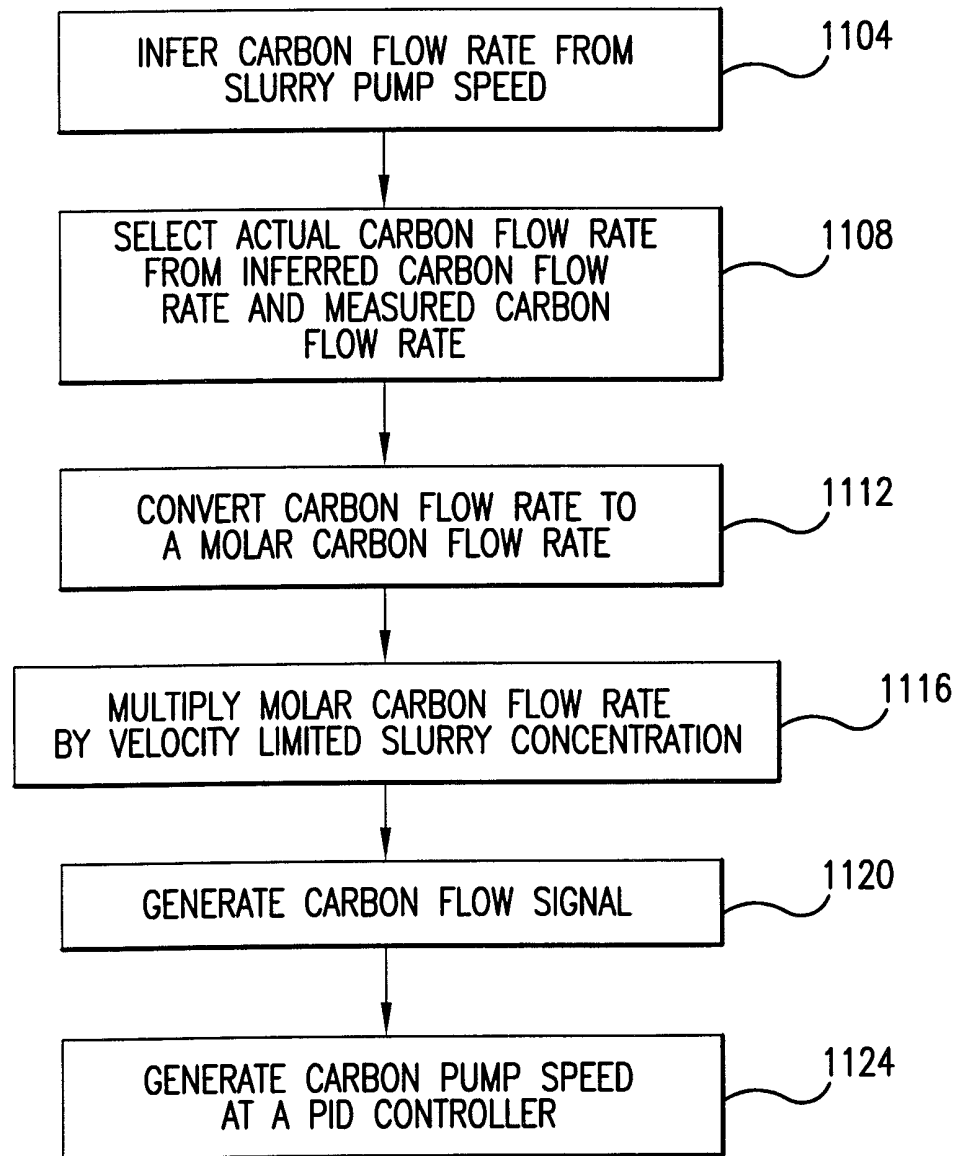 INFER CARBON FLOW RATE FROM
SLURRY PUMP SPEED
1104
SELECT ACTUAL CARBON FLOW RATE
FROM INFERRED CARBON FLOW
RATE AND MEASURED CARBON
FLOW RATE
1108
CONVERT CARBON FLOW RATE TO
A MOLAR CARBON FLOW RATE
1112
MULTIPLY MOLAR CARBON FLOW RATE
BY VELOCITY LIMITED SLURRY CONCENTRATION
1116
GENERATE CARBON FLOW SIGNAL
1120
GENERATE CARBON PUMP SPEED
AT A PID CONTROLLER
1124